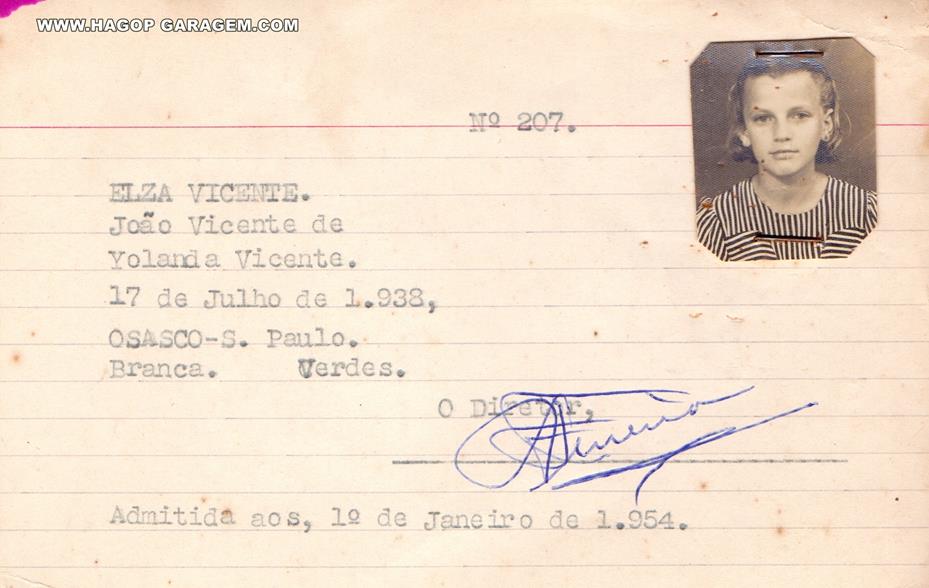 WWW.HAGOP GARAGEM.COM
Nº 207.
ELZA VICENTE.
João Vicente de
Yolanda Vicente.
17 de Julho de 1.938,
OSASCO-S. Paulo.
Branca. Verdes.
O Diretor,
Admitida aos, 1º de Janeiro de 1.954.